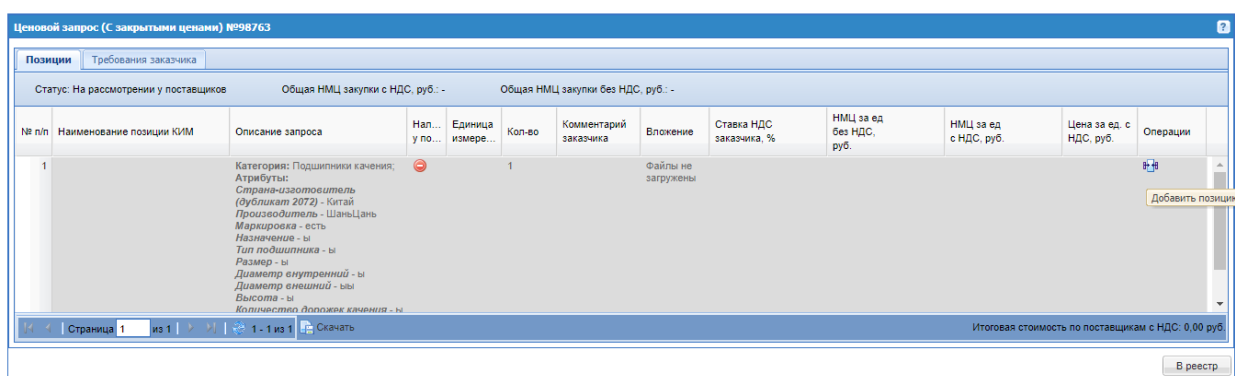 Ценовой запрос (С закрытыми ценами) №98763
?
Позиции Требования заказчика
Статус: На рассмотрении у поставщиков Общая НМЦ закупки с НДС, руб.: - Общая НМЦ закупки без НДС, руб.: -
№ п/п Наименование позиции КИМ Описание запроса Нал... у по... Единица измере... Кол-во Комментарий заказчика Вложение Ставка НДС заказчика, % НМЦ за ед без НДС, руб. НМЦ за ед с НДС, руб. Цена за ед. с НДС, руб. Операции
1 Категория: Подшипники качения; 1 Файлы не загружены
Атрибуты:
Страна-изготовитель
(дубликат 2072) - Китай
Производитель - ШаньЦань
Маркировка - есть
Назначение - ы
Тип подшипника - ы
Размер - ы
Диаметр внутренний - ы
Диаметр внешний - ыы
Высота - ы
Количество дорожек качения - ы
Добавить позицию
Страница 1 из 1 1 - 1 из 1 Скачать Итоговая стоимость по поставщикам с НДС: 0,00 руб.
В реестр